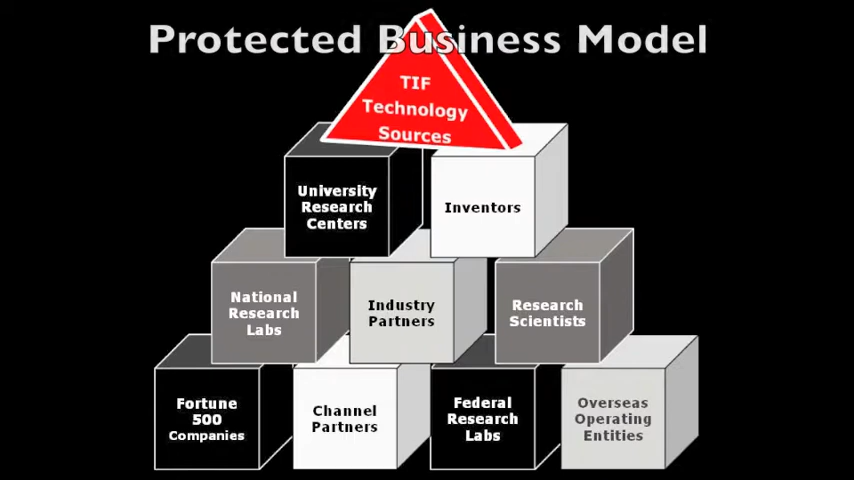 Protected Business Model
TIF
Technology
Sources
University
Research
Centers
Inventors
National
Research
Labs
Industry
Partners
Research
Scientists
Fortune
500
Companies
Channel
Partners
Federal
Research
Labs
Overseas
Operating
Entities